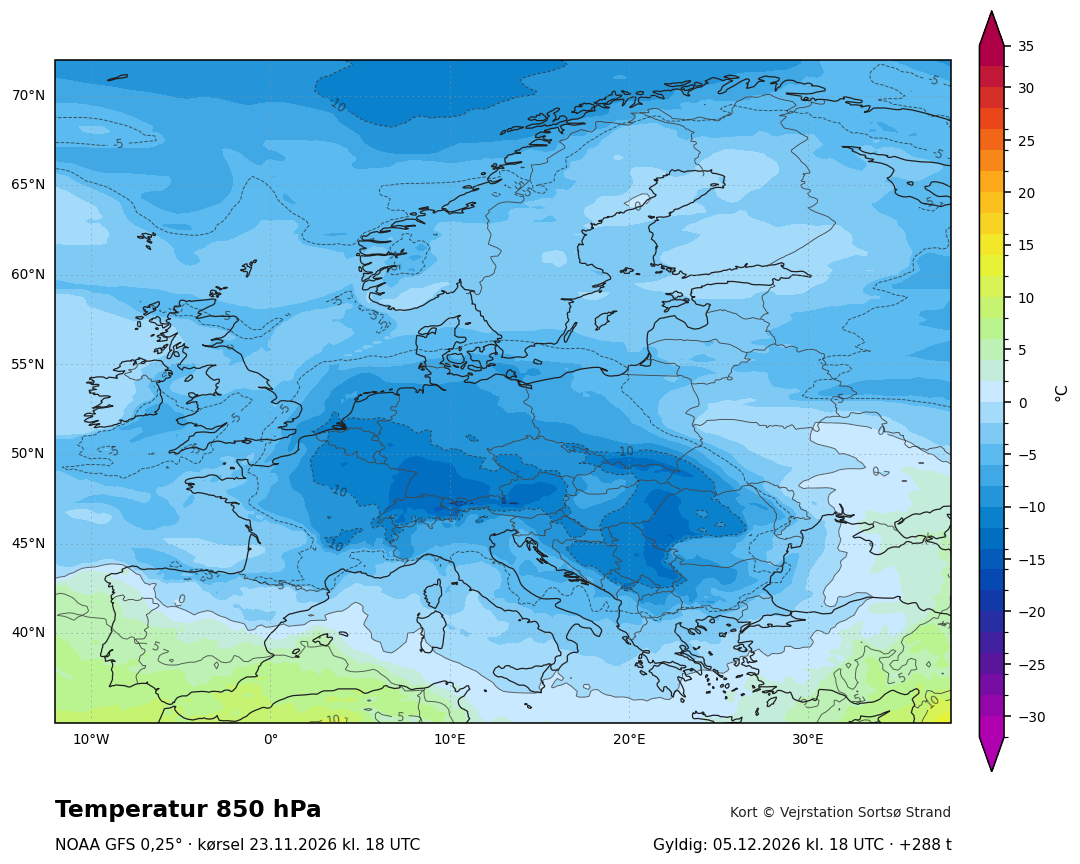 70°N
65°N
60°N
55°N
50°N
45°N
40°N
10°W
0°
10°E
20°E
30°E
35
30
25
20
15
10
5
0
−5
−10
−15
−20
−25
−30
°C
Temperatur 850 hPa
Kort © Vejrstation Sortsø Strand
NOAA GFS 0,25° · kørsel 23.11.2026 kl. 18 UTC
Gyldig: 05.12.2026 kl. 18 UTC · +288 t